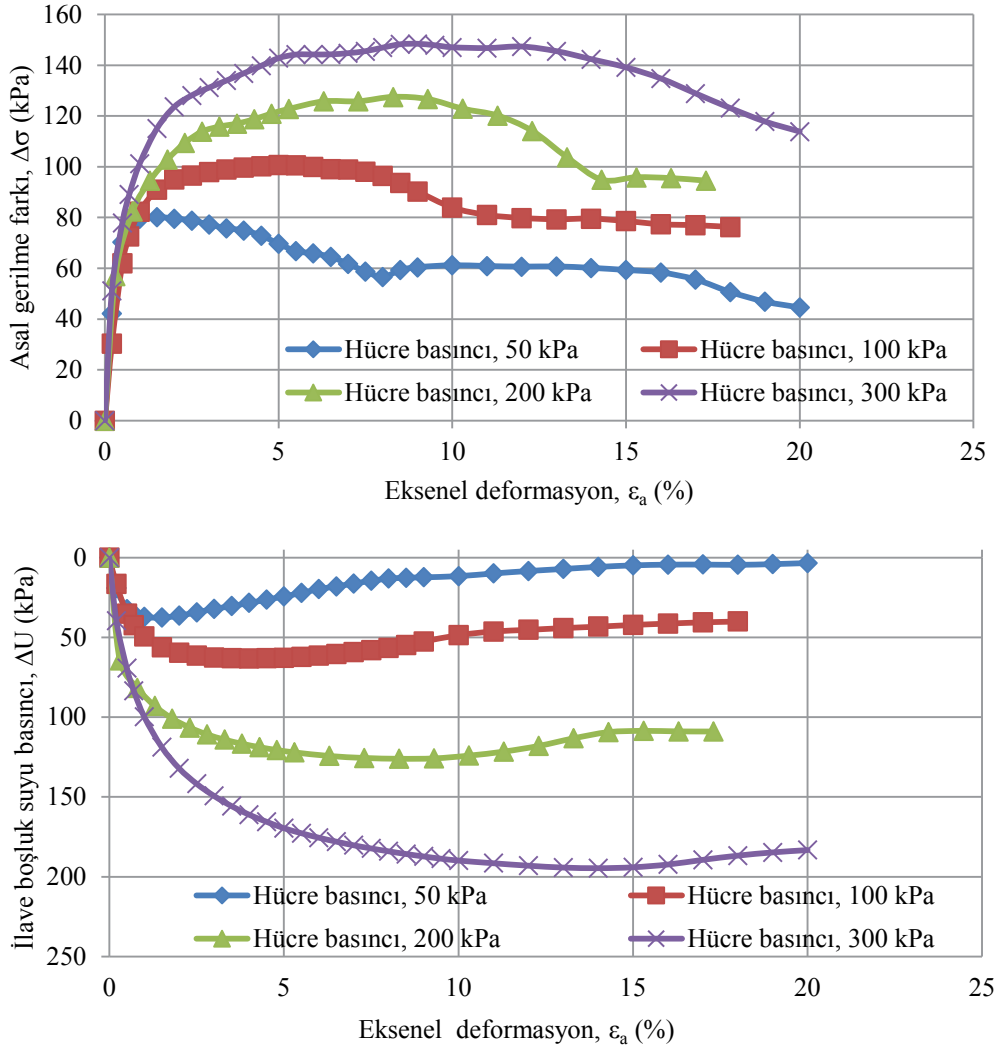 160
140
120
100
80
60
40
20
0
Asal gerilme farkı, Δσ (kPa)
Hücre basıncı, 50 kPa
Hücre basıncı, 100 kPa
Hücre basıncı, 200 kPa
Hücre basıncı, 300 kPa
0 5 10 15 20 25
Eksenel deformasyon, εa (%)
0
50
100
150
200
250
İlave boşluk suyu basıncı, ΔU (kPa)
Hücre basıncı, 50 kPa
Hücre basıncı, 100 kPa
Hücre basıncı, 200 kPa
Hücre basıncı, 300 kPa
0 5 10 15 20 25
Eksenel deformasyon, εa (%)